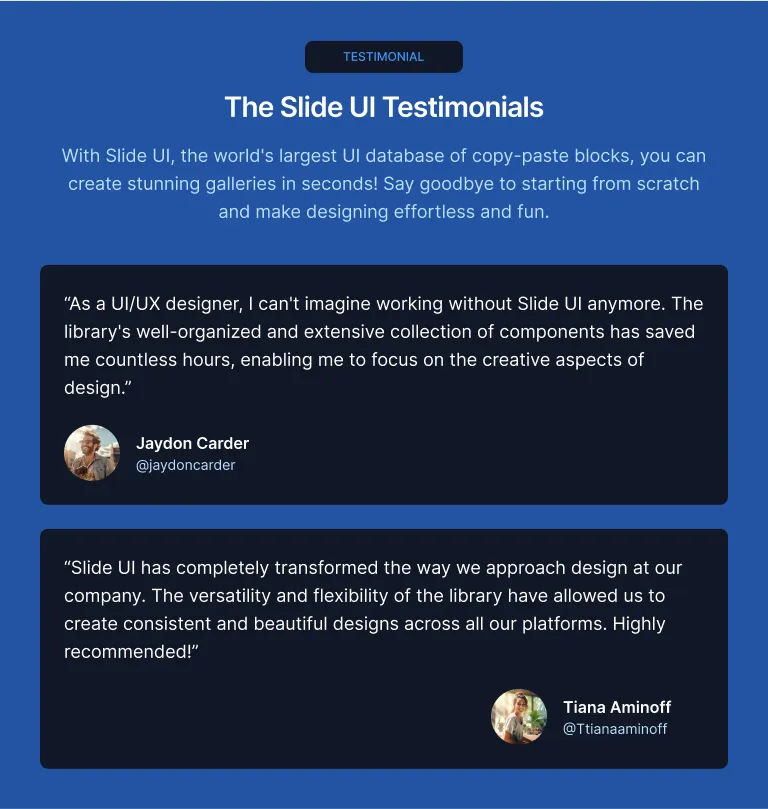 TESTIMONIAL
The Slide UI Testimonials
With Slide UI, the world's largest UI database of copy-paste blocks, you can
create stunning galleries in seconds! Say goodbye to starting from scratch
and make designing effortless and fun.
“As a UI/UX designer, I can't imagine working without Slide UI anymore. The
library's well-organized and extensive collection of components has saved
me countless hours, enabling me to focus on the creative aspects of
design.”
Jaydon Carder
@jaydoncarder
“Slide UI has completely transformed the way we approach design at our
company. The versatility and flexibility of the library have allowed us to
create consistent and beautiful designs across all our platforms. Highly
recommended!”
Tiana Aminoff
@Ttianaaminoff